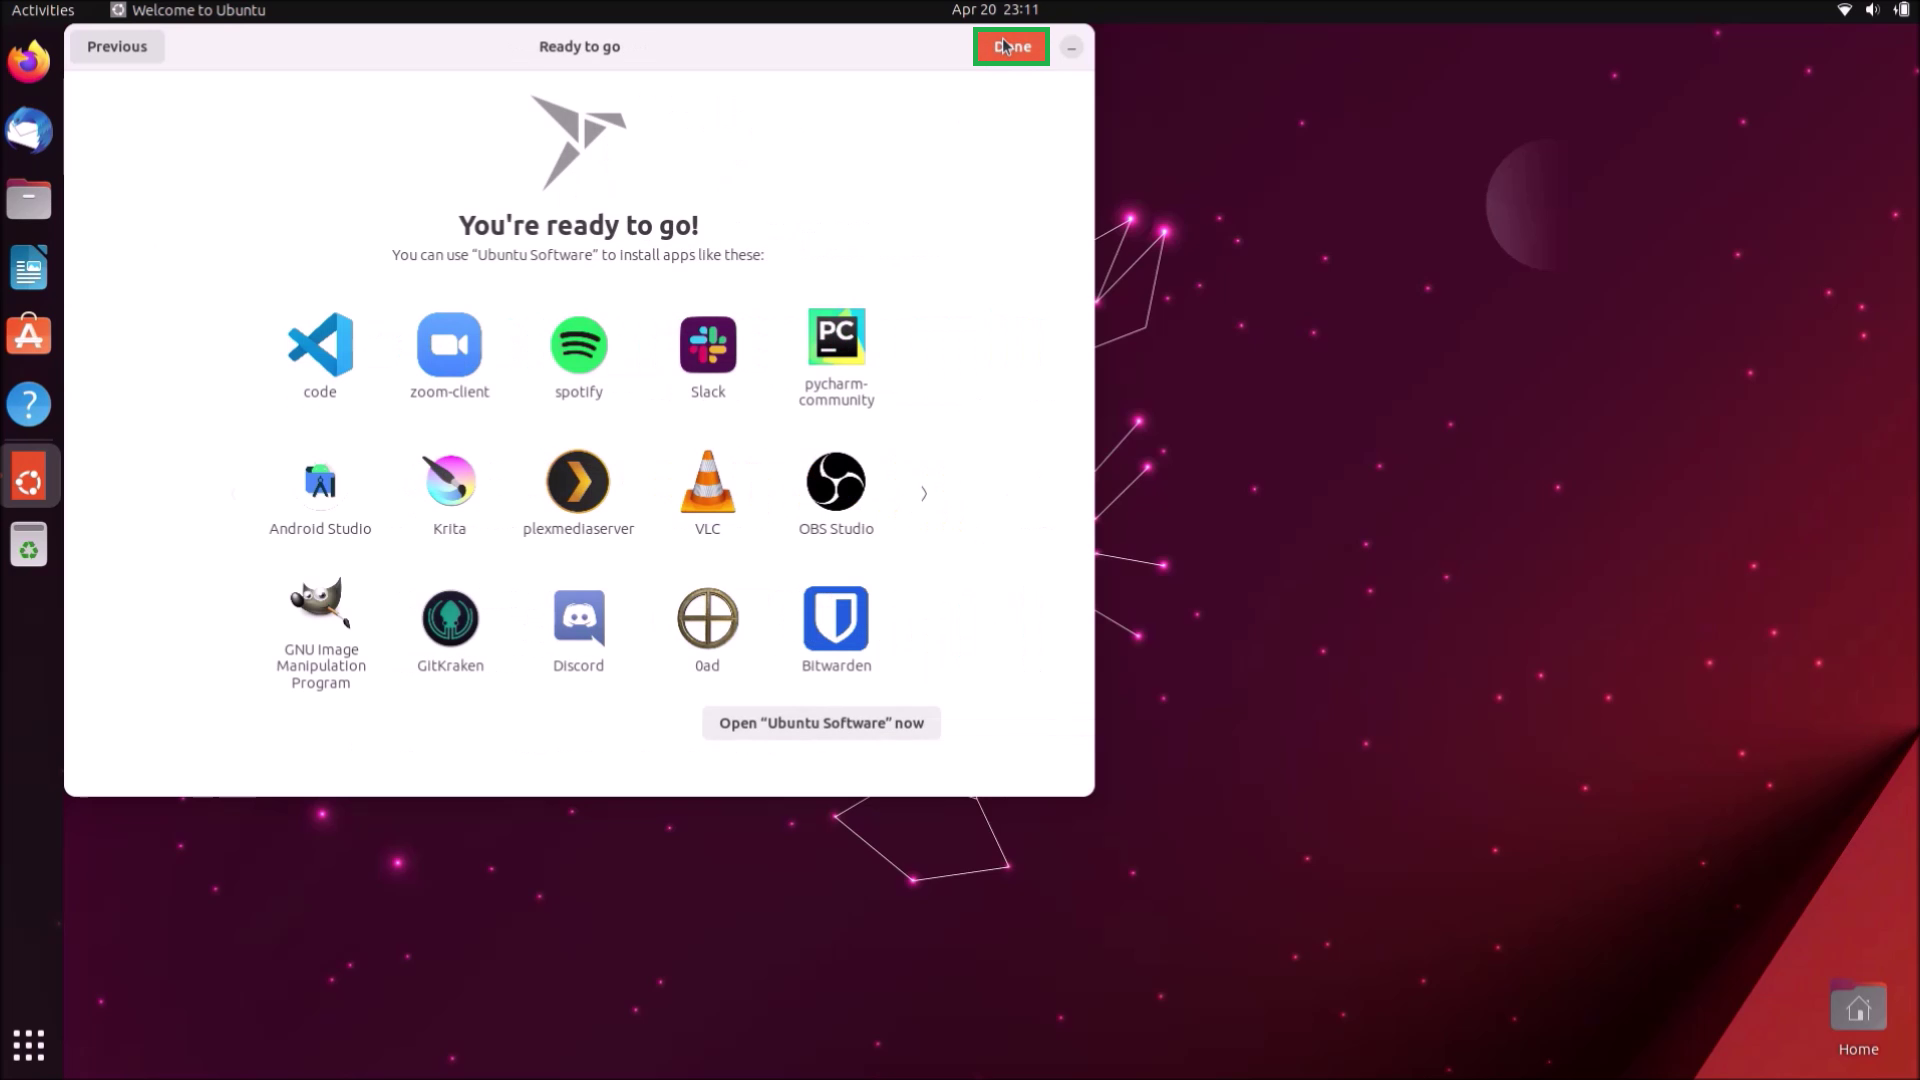 Activities
Welcome to Ubuntu
Apr 20 23:11
Previous
Ready to go
Done
You're ready to go!
You can use “Ubuntu Software” to install apps like these:
code
zoom-client
spotify
Slack
PC
pycharm-
community
Android Studio
Krita
plexmediaserver
VLC
OBS Studio
GNU Image
Manipulation
Program
GitKraken
Discord
0ad
Bitwarden
Open “Ubuntu Software” now
Home